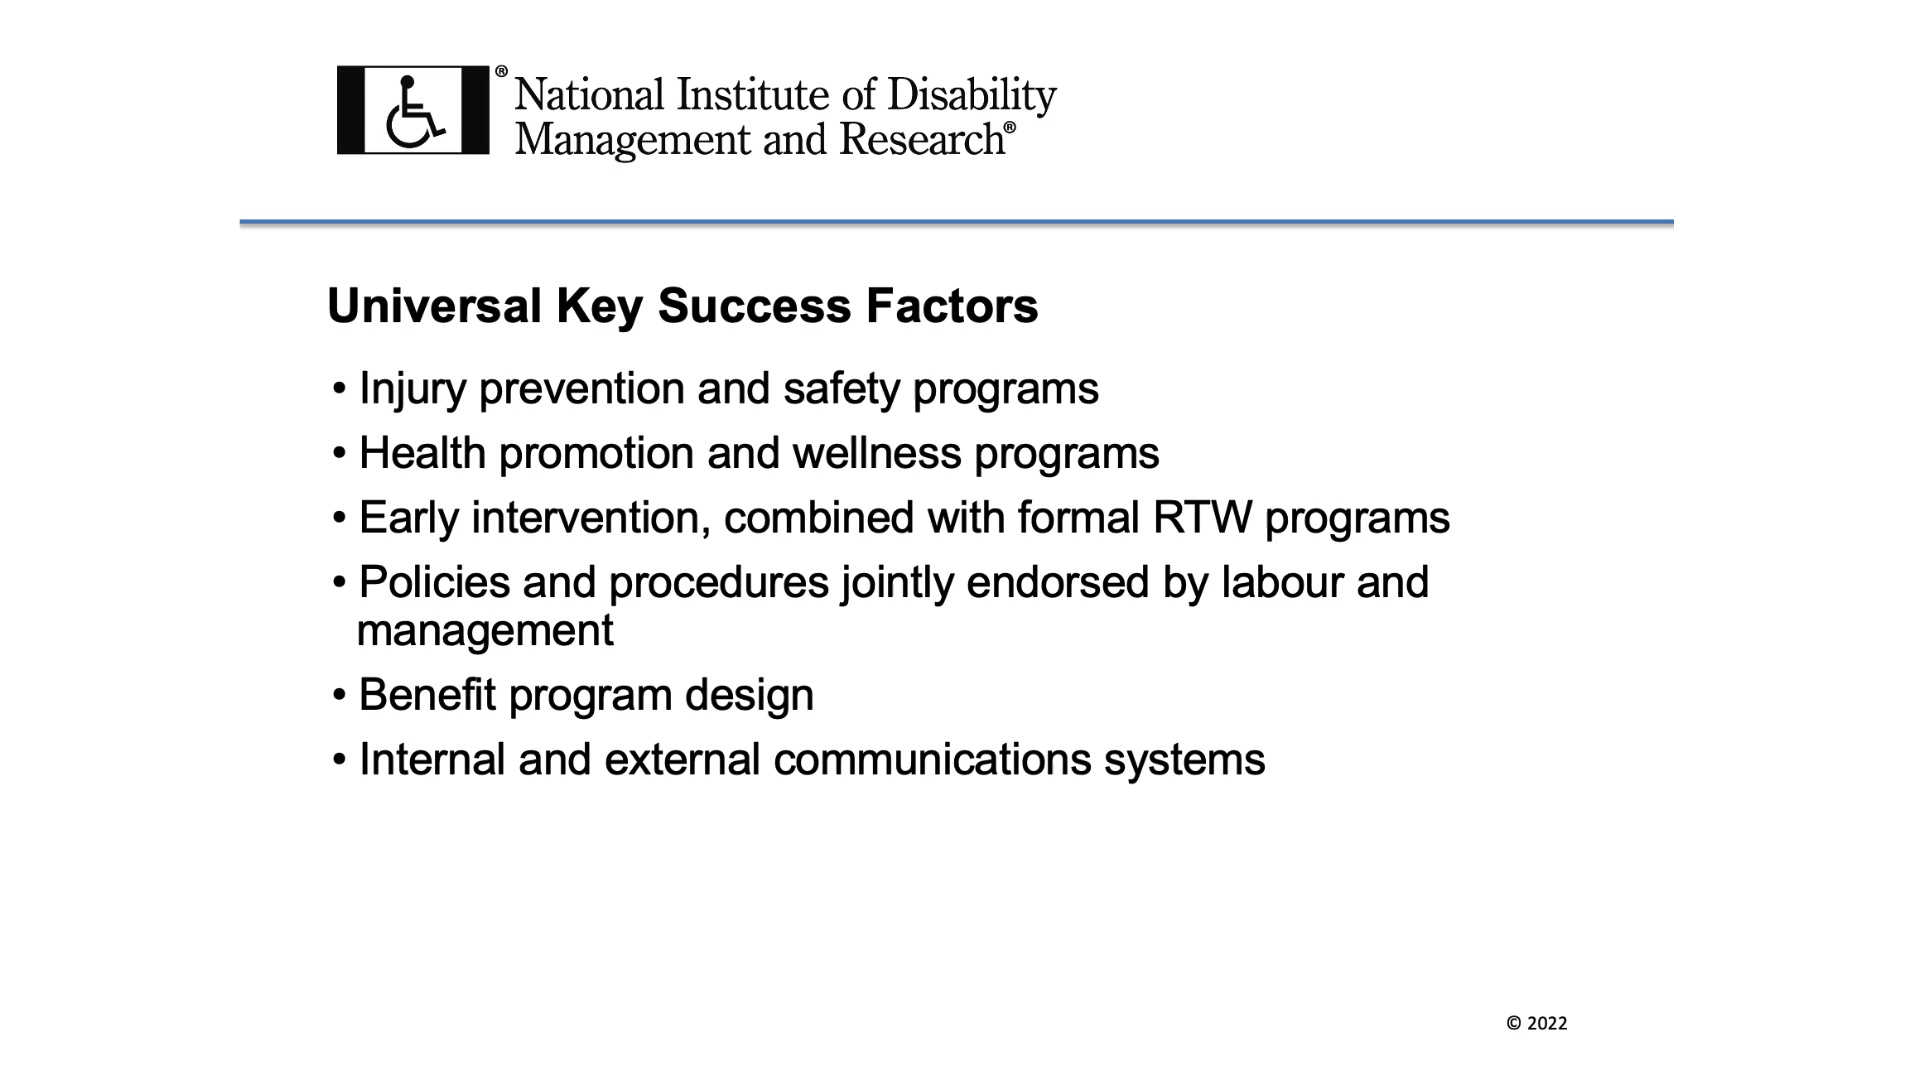 ® National Institute of Disability
Management and Research®
Universal Key Success Factors
• Injury prevention and safety programs
• Health promotion and wellness programs
• Early intervention, combined with formal RTW programs
• Policies and procedures jointly endorsed by labour and
management
• Benefit program design
• Internal and external communications systems
© 2022